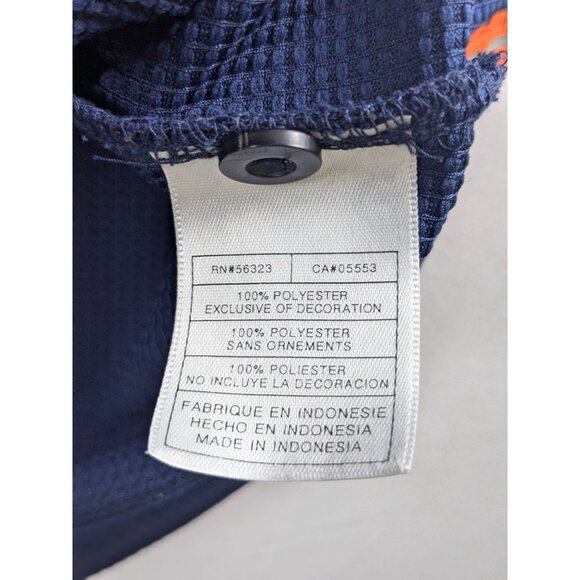 RN#56323 CA#05553
100% POLYESTER
EXCLUSIVE OF DECORATION
100% POLYESTER
SANS ORNEMENTS
100% POLIESTER
NO INCLUYE LA DECORACION
FABRIQUE EN INDONESIE
HECHO EN INDONESIA
MADE IN INDONESIA